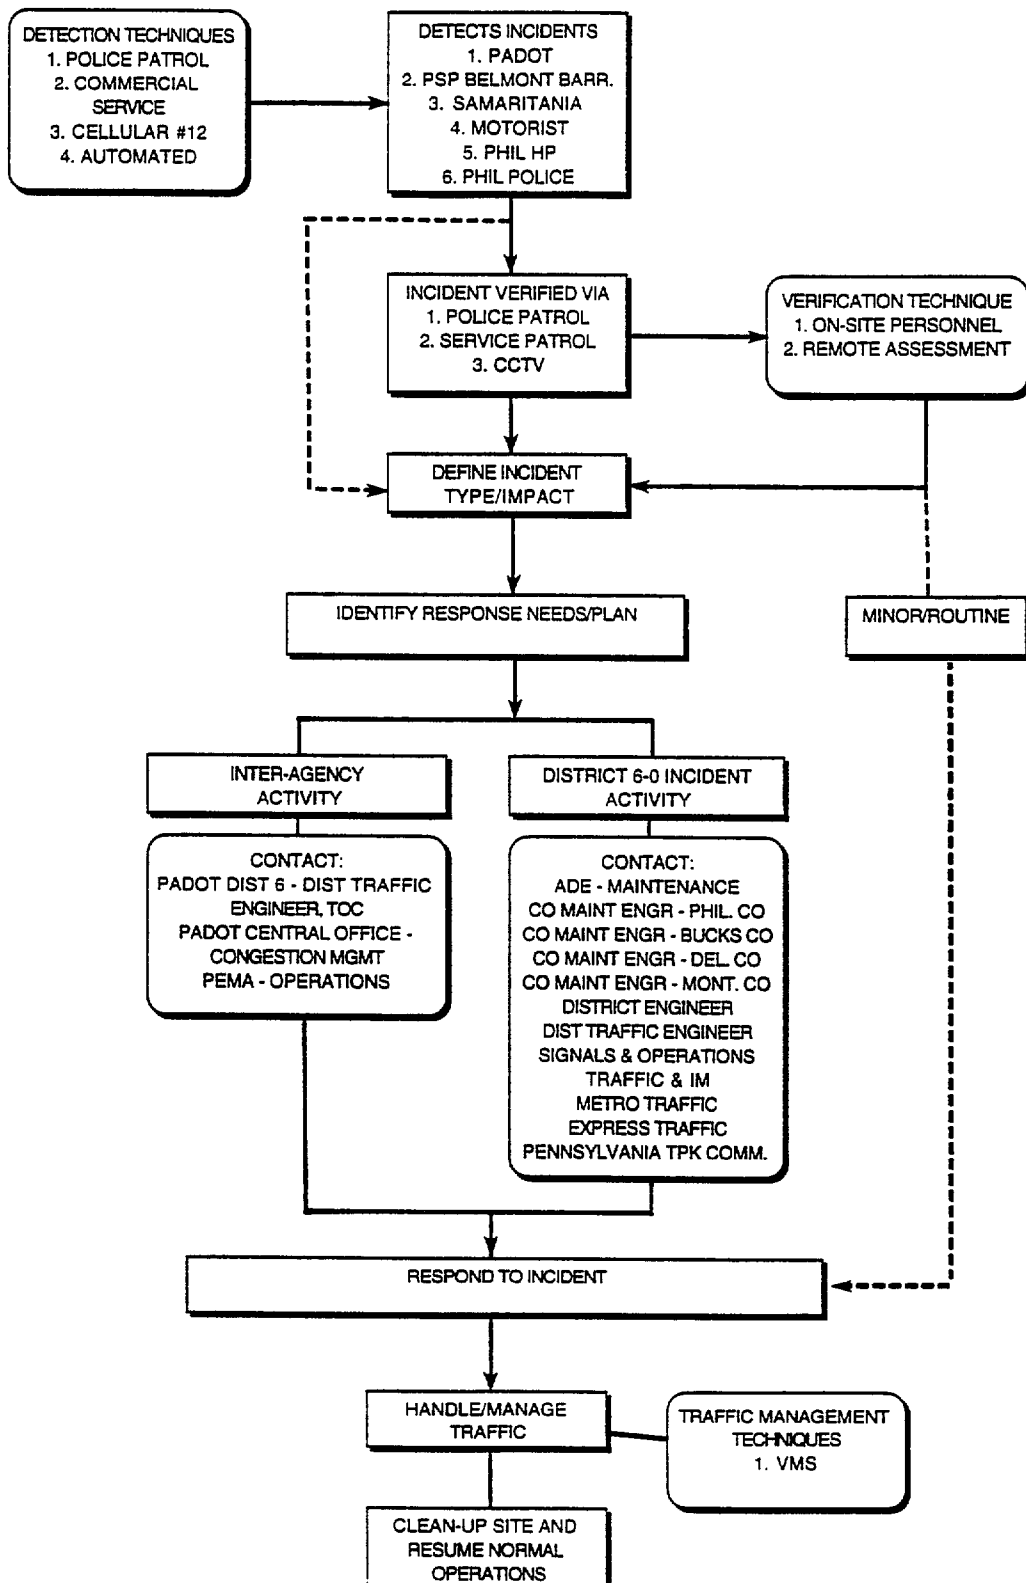 DETECTION TECHNIQUES
1. POLICE PATROL
2. COMMERCIAL
SERVICE
3. CELLULAR #12
4. AUTOMATED
DETECTS INCIDENTS
1. PADOT
2. PSP BELMONT BARR.
3. SAMARITANIA
4. MOTORIST
5. PHIL HP
6. PHIL POLICE
INCIDENT VERIFIED VIA
1. POLICE PATROL
2. SERVICE PATROL
3. CCTV
VERIFICATION TECHNIQUE
1. ON-SITE PERSONNEL
2. REMOTE ASSESSMENT
DEFINE INCIDENT
TYPE/IMPACT
IDENTIFY RESPONSE NEEDS/PLAN
MINOR/ROUTINE
INTER-AGENCY
ACTIVITY
DISTRICT 6-0 INCIDENT
ACTIVITY
CONTACT:
PADOT DIST 6 - DIST TRAFFIC
ENGINEER, TOC
PADOT CENTRAL OFFICE -
CONGESTION MGMT
PEMA - OPERATIONS
CONTACT:
ADE - MAINTENANCE
CO MAINT ENGR - PHIL. CO
CO MAINT ENGR - BUCKS CO
CO MAINT ENGR - DEL. CO
CO MAINT ENGR - MONT. CO
DISTRICT ENGINEER
DIST TRAFFIC ENGINEER
SIGNALS & OPERATIONS
TRAFFIC & IM
METRO TRAFFIC
EXPRESS TRAFFIC
PENNSYLVANIA TPK COMM.
RESPOND TO INCIDENT
HANDLE/MANAGE
TRAFFIC
TRAFFIC MANAGEMENT
TECHNIQUES
1. VMS
CLEAN-UP SITE AND
RESUME NORMAL
OPERATIONS